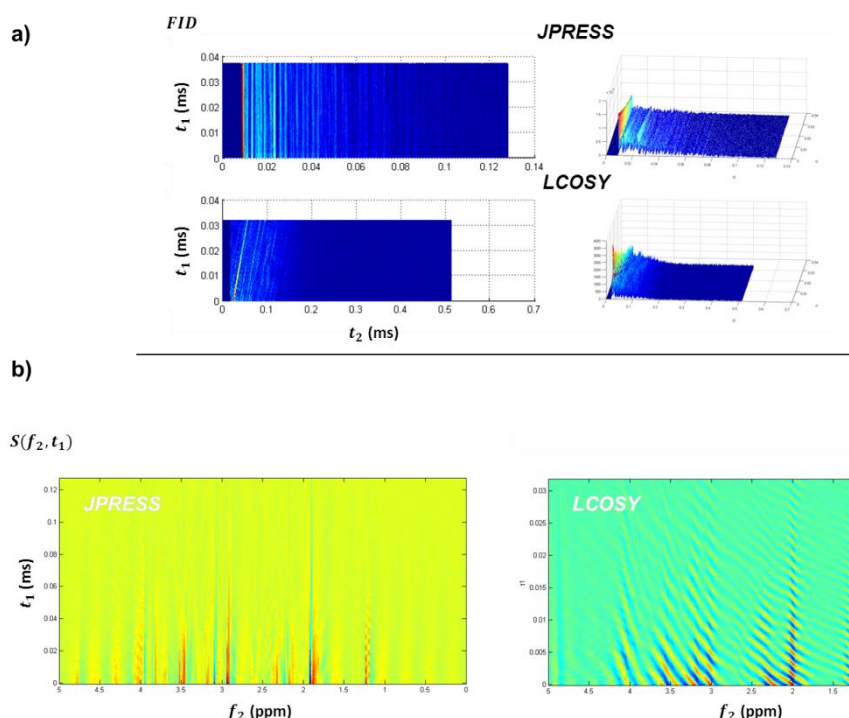 a)
FID
JPRESS
t₁ (ms)
0.04
0.03
0.02
0.01
0
0 0.02 0.04 0.06 0.08 0.1 0.12 0.14
LCOSY
t₁ (ms)
0.04
0.03
0.02
0.01
0
0 0.1 0.2 0.3 0.4 0.5 0.6 0.7
t₂ (ms)
b)
S(f₂, t₁)
JPRESS
t₁ (ms)
0.12
0.1
0.08
0.06
0.04
0.02
0
5 4.5 4 3.5 3 2.5 2 1.5 1 0.5 0
f₂ (ppm)
LCOSY
t1
0.03
0.025
0.02
0.015
0.01
0.005
0
5 4.5 4 3.5 3 2.5 2 1.5
f₂ (ppm)